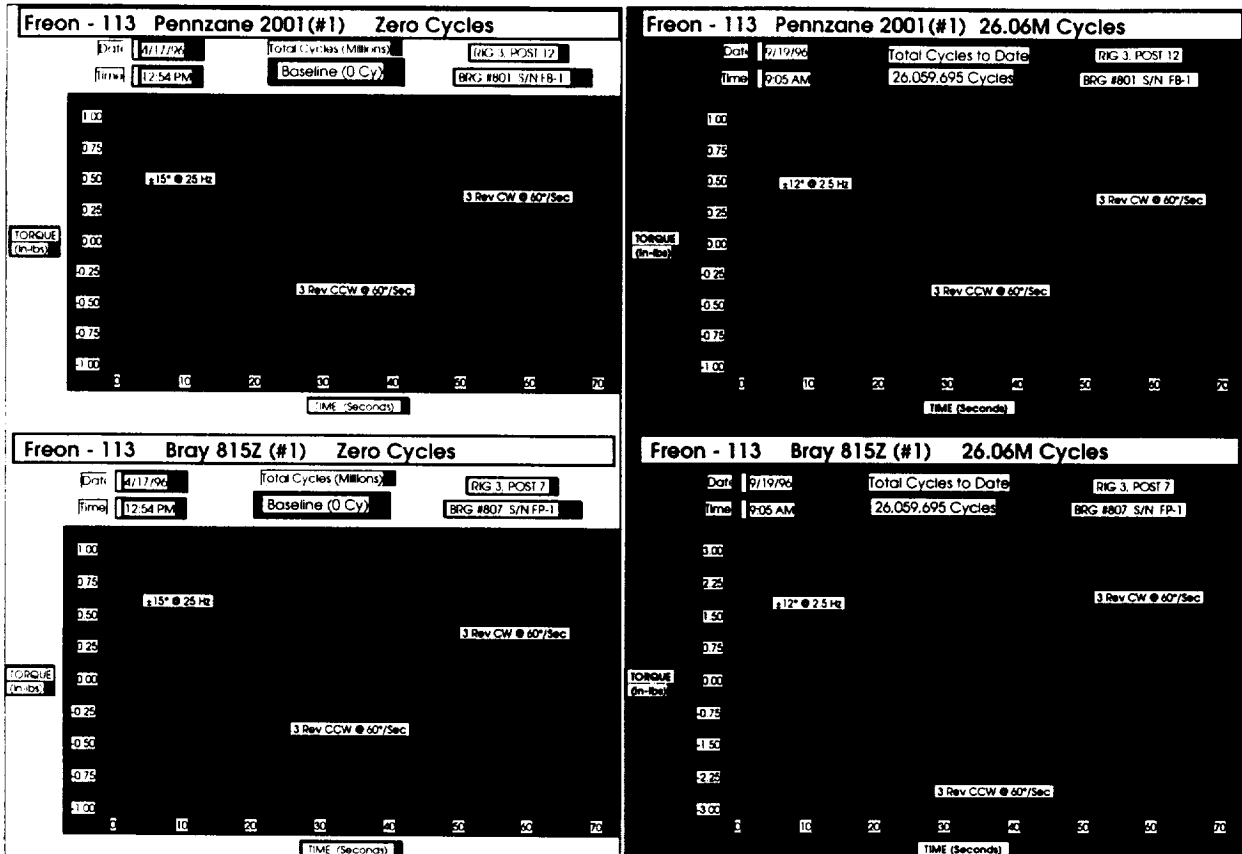 Freon - 113 Pennzane 2001(#1) Zero Cycles
Date 4/17/96 Total Cycles (Millions) RIG 3, POST 12
Time 12:54 PM Baseline (0 Cy) BRG #801 S/N FB-1
1.00
0.75
0.50
0.25
0.00
-0.25
-0.50
-0.75
-1.00
±15° @ 25 Hz
3 Rev CW @ 60°/Sec
TORQUE
(in-lbs)
3 Rev CCW @ 60°/Sec
0 10 20 30 40 50 60 70
TIME (Seconds)
Freon - 113 Pennzane 2001(#1) 26.06M Cycles
Date 9/19/96 Total Cycles to Date RIG 3, POST 12
Time 9:05 AM 26,059,695 Cycles BRG #801 S/N FB-1
1.00
0.75
0.50
0.25
0.00
-0.25
-0.50
-0.75
-1.00
±12° @ 2.5 Hz
3 Rev CW @ 60°/Sec
TORQUE
(in-lbs)
3 Rev CCW @ 60°/Sec
0 10 20 30 40 50 60 70
TIME (Seconds)
Freon - 113 Bray 815Z (#1) Zero Cycles
Date 4/17/96 Total Cycles (Millions) RIG 3, POST 7
Time 12:54 PM Baseline (0 Cy) BRG #807 S/N FP-1
1.00
0.75
0.50
0.25
0.00
-0.25
-0.50
-0.75
-1.00
±15° @ 25 Hz
3 Rev CW @ 60°/Sec
TORQUE
(in-lbs)
3 Rev CCW @ 60°/Sec
0 10 20 30 40 50 60 70
TIME (Seconds)
Freon - 113 Bray 815Z (#1) 26.06M Cycles
Date 9/19/96 Total Cycles to Date RIG 3, POST 7
Time 9:05 AM 26,059,695 Cycles BRG #807 S/N FP-1
3.00
2.25
1.50
0.75
0.00
-0.75
-1.50
-2.25
-3.00
±12° @ 2.5 Hz
3 Rev CW @ 60°/Sec
TORQUE
(in-lbs)
3 Rev CCW @ 60°/Sec
0 10 20 30 40 50 60 70
TIME (Seconds)